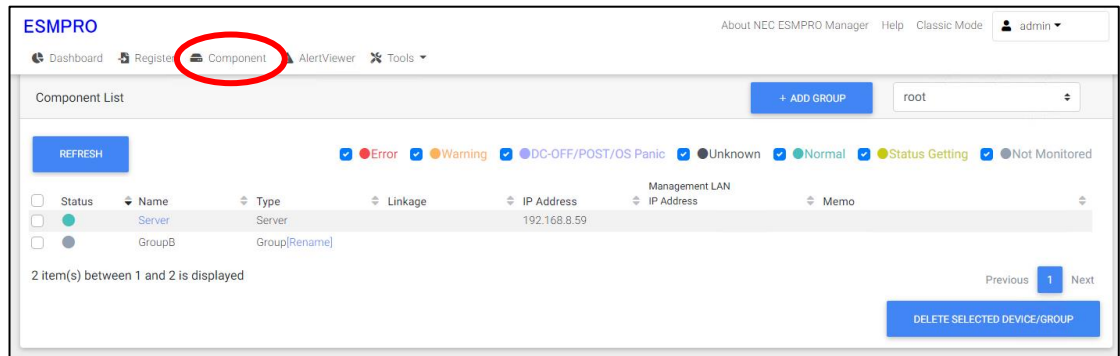 ESMPRO
About NEC ESMPRO Manager Help Classic Mode admin
Dashboard Register Component AlertViewer Tools
Component List + ADD GROUP root
REFRESH Error Warning DC-OFF/POST/OS Panic Unknown Normal Status Getting Not Monitored
Status Name Type Linkage IP Address Management LAN IP Address Memo
Server Server 192.168.8.59
GroupB Group[Rename]
2 item(s) between 1 and 2 is displayed
Previous 1 Next
DELETE SELECTED DEVICE/GROUP